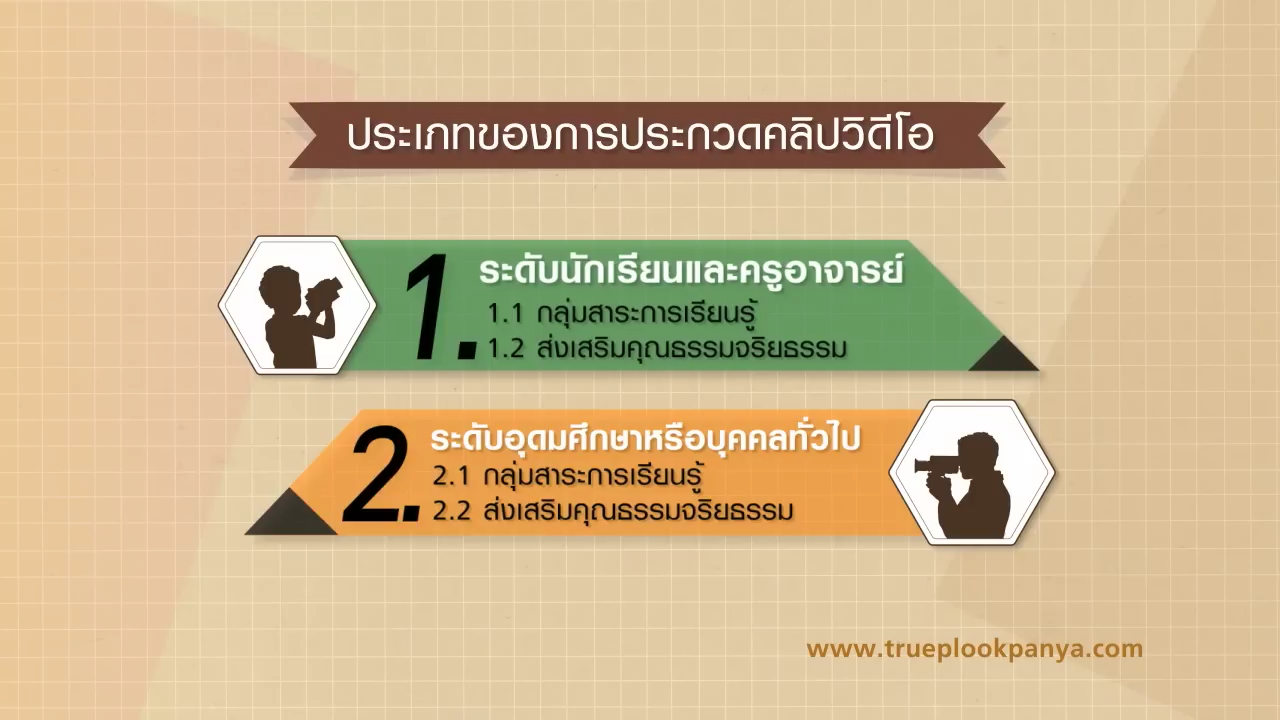 ประเภทของการประกวดคลิปวิดีโอ
1. ระดับนักเรียนและครูอาจารย์
1.1 กลุ่มสาระการเรียนรู้
1.2 ส่งเสริมคุณธรรมจริยธรรม
2. ระดับอุดมศึกษาหรือบุคคลทั่วไป
2.1 กลุ่มสาระการเรียนรู้
2.2 ส่งเสริมคุณธรรมจริยธรรม
www.trueplookpanya.com